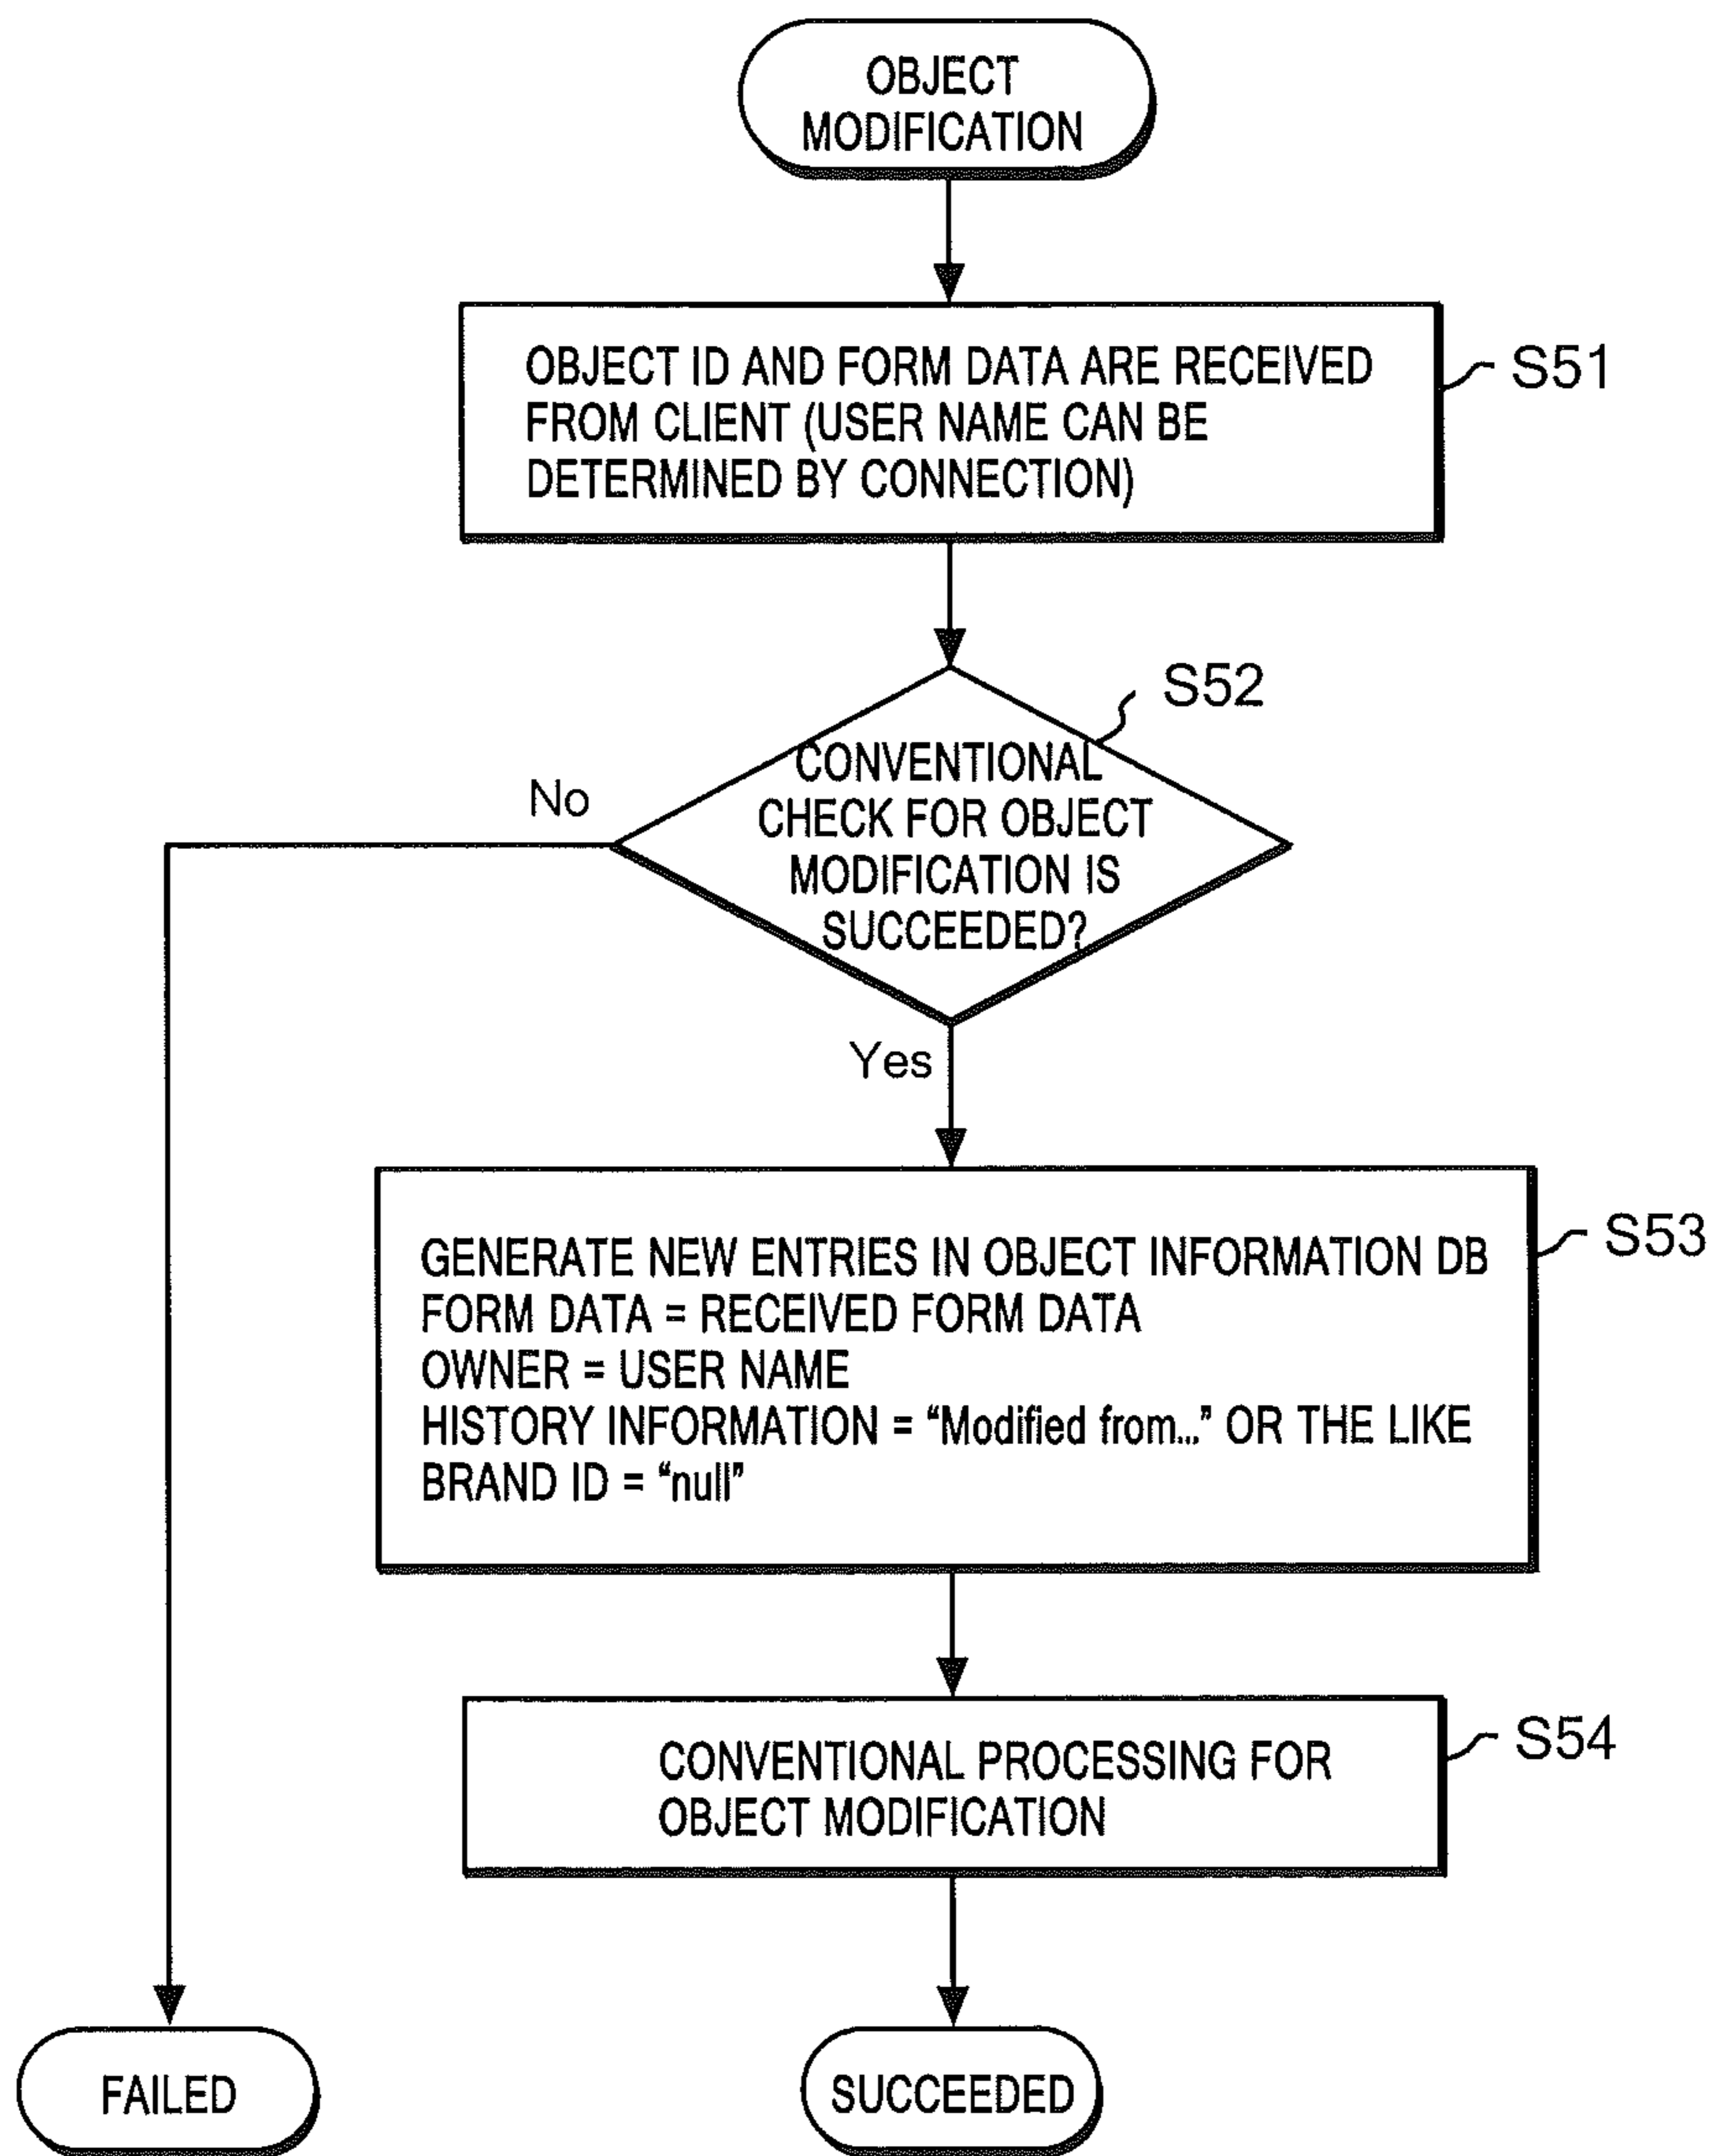 OBJECT
MODIFICATION
OBJECT ID AND FORM DATA ARE RECEIVED
FROM CLIENT (USER NAME CAN BE
DETERMINED BY CONNECTION)
S51
S52
CONVENTIONAL
CHECK FOR OBJECT
MODIFICATION IS
SUCCEEDED?
No
Yes
GENERATE NEW ENTRIES IN OBJECT INFORMATION DB
FORM DATA = RECEIVED FORM DATA
OWNER = USER NAME
HISTORY INFORMATION = “Modified from...” OR THE LIKE
BRAND ID = “null”
S53
CONVENTIONAL PROCESSING FOR
OBJECT MODIFICATION
S54
FAILED
SUCCEEDED